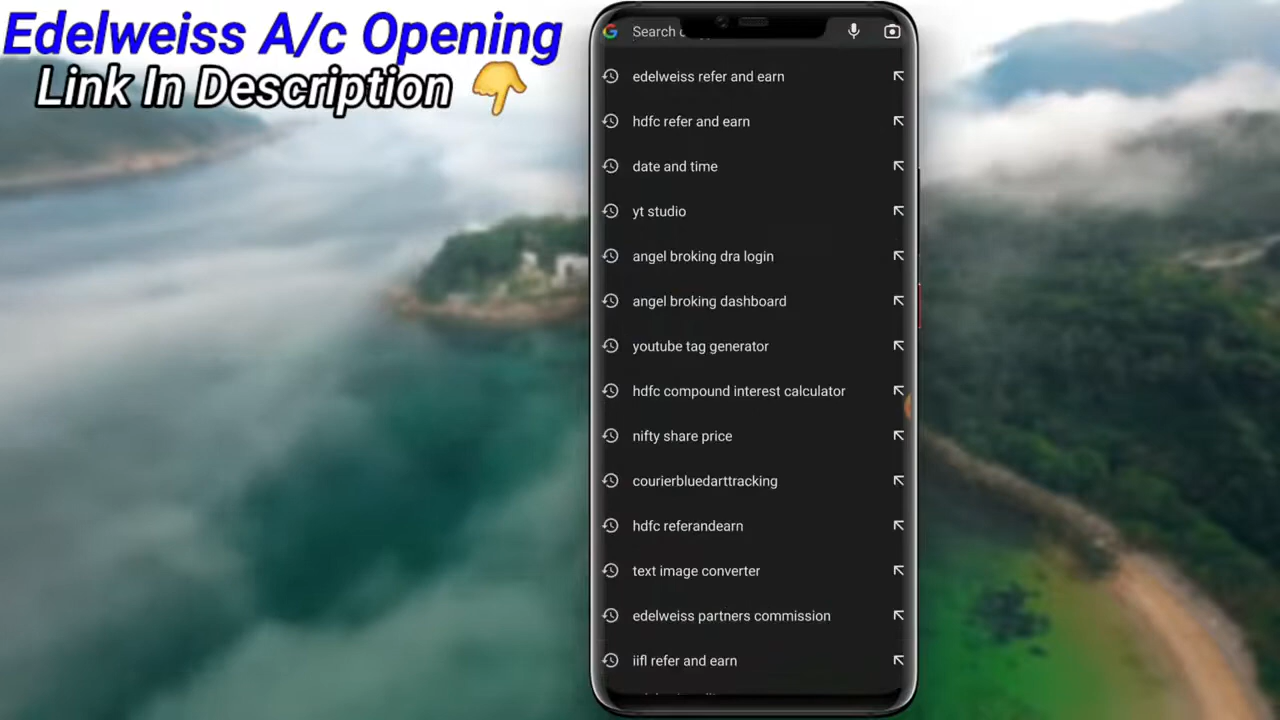 Edelweiss A/c Opening
Link In Description
Search
edelweiss refer and earn
hdfc refer and earn
date and time
yt studio
angel broking dra login
angel broking dashboard
youtube tag generator
hdfc compound interest calculator
nifty share price
courierbluedarttracking
hdfc referandearn
text image converter
edelweiss partners commission
iifl refer and earn